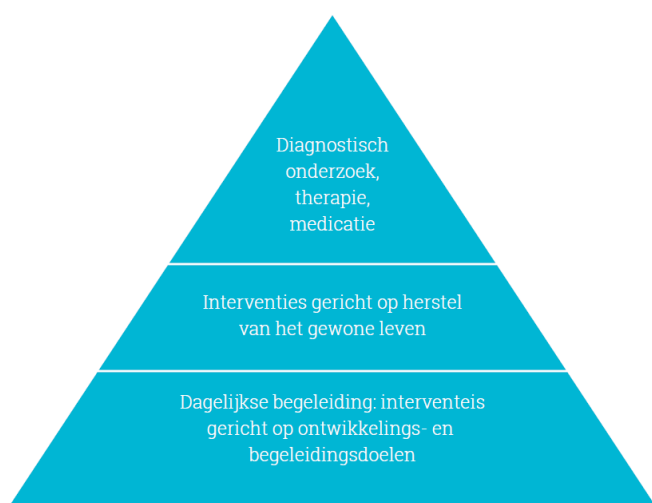 Diagnostisch
onderzoek,
therapie,
medicatie
Interventies gericht op herstel
van het gewone leven
Dagelijkse begeleiding: interventeis
gericht op ontwikkelings- en
begeleidingsdoelen